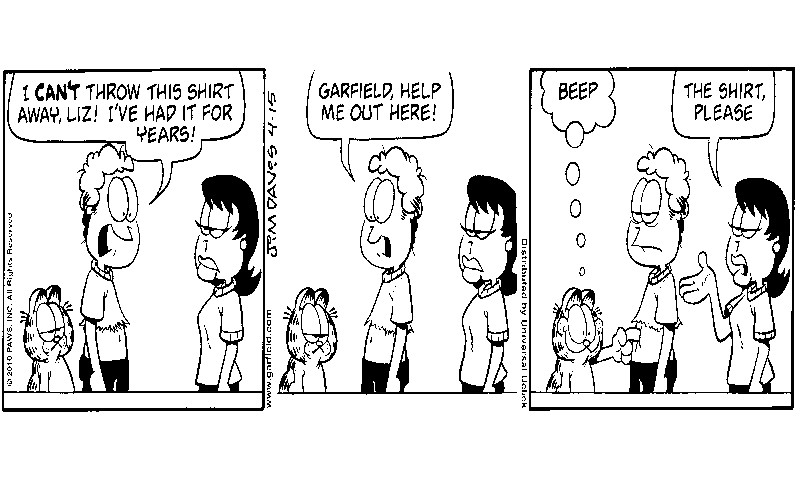 I CAN'T THROW THIS SHIRT
AWAY, LIZ! I'VE HAD IT FOR
YEARS!
© 2010 PAWS, INC. All Rights Reserved.
JIM DAVIS 4-15
www.garfield.com
GARFIELD, HELP
ME OUT HERE!
Distributed by Universal Uclick
BEEP
THE SHIRT,
PLEASE